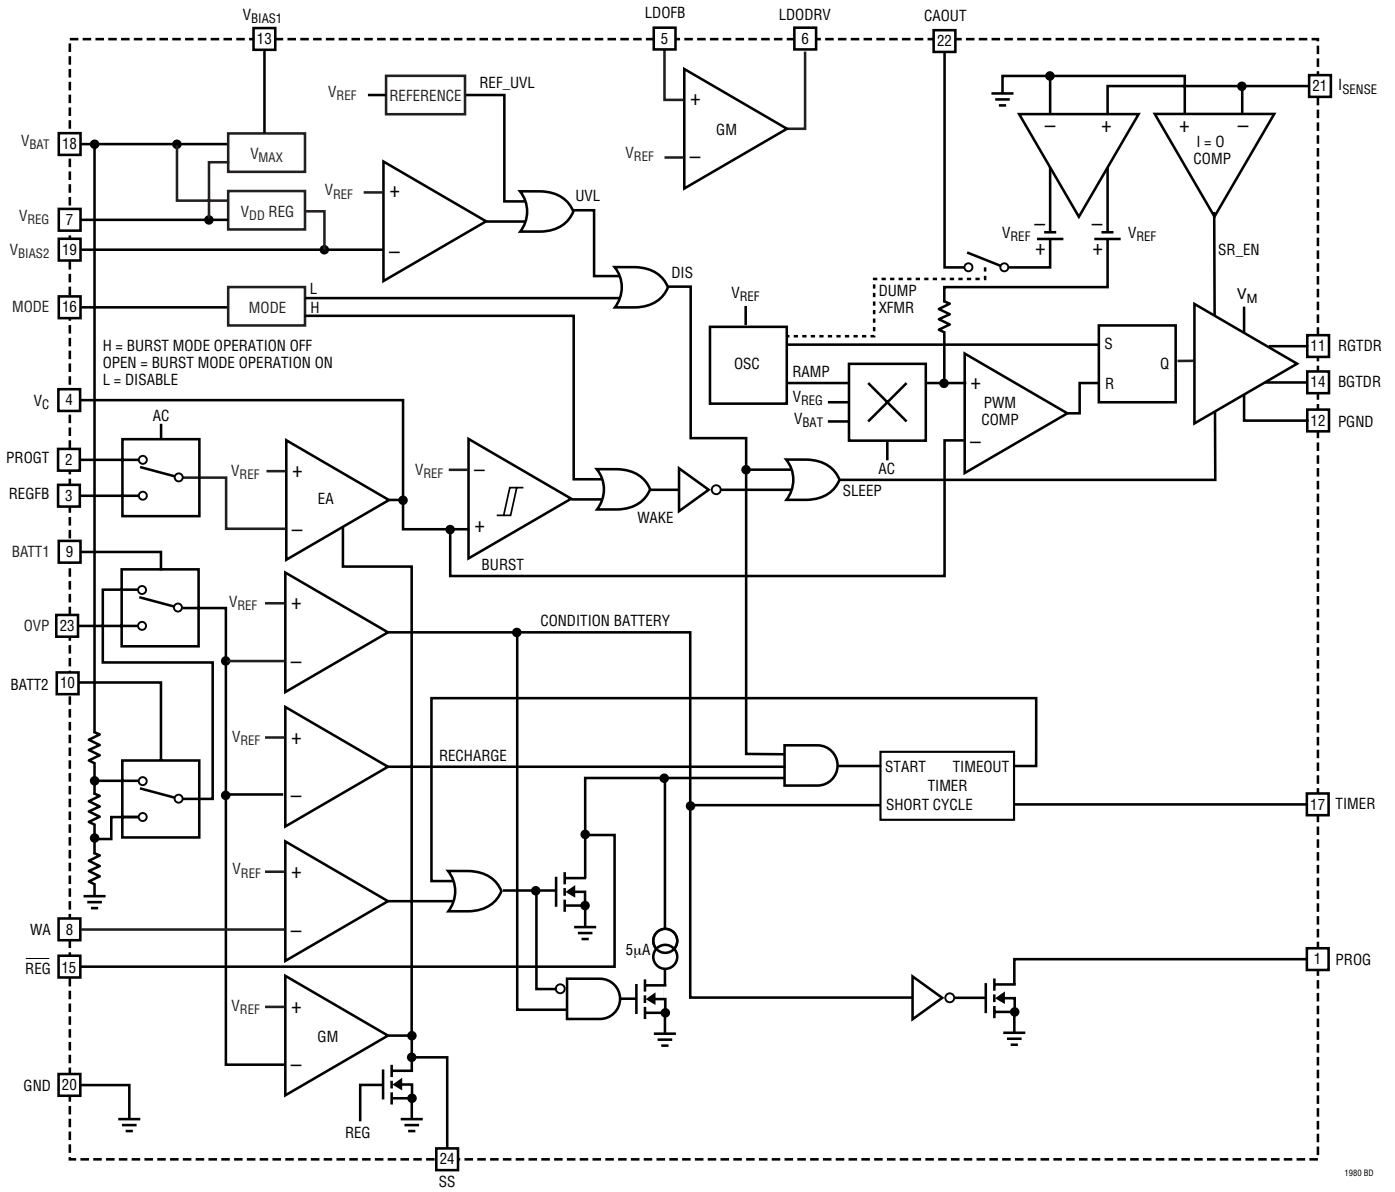 VBIAS1
13
LDOFB
5
LDODRV
6
CAOUT
22
VREF
REFERENCE
REF_UVL
21
ISENSE
+
GM
VREF
–
–
+
+
–
I = 0
COMP
VBAT
18
VMAX
VREF
+
UVL
VREG
7
VDD REG
VBIAS2
19
–
–
VREF
+
–
VREF
+
SR_EN
DIS
MODE
16
MODE
L
H
DUMP
XFMR
VREF
VM
H = BURST MODE OPERATION OFF
OPEN = BURST MODE OPERATION ON
L = DISABLE
OSC
S
R
Q
11
RGTDR
RAMP
VREG
VBAT
+
PWM
COMP
–
14
BGTDR
VC
4
AC
12
PGND
PROGT
2
VREF
+
EA
–
VREF
–
+
AC
REGFB
3
WAKE
SLEEP
BATT1
9
BURST
VREF
+
–
CONDITION BATTERY
OVP
23
BATT2
10
VREF
+
–
RECHARGE
START
TIMEOUT
TIMER
SHORT CYCLE
17
TIMER
VREF
+
–
WA
8
5µA
REG
15
1
PROG
VREF
+
GM
–
GND
20
REG
24
SS
1980 BD